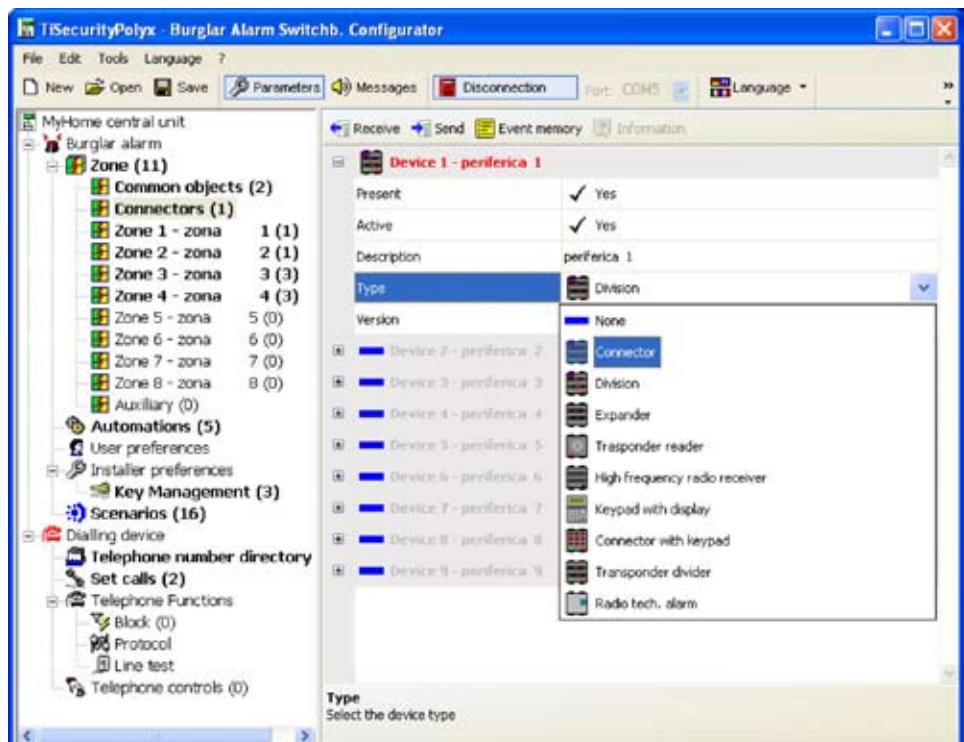 TiSecurityPolyx - Burglar Alarm Switchb. Configurator
File Edit Tools Language ?
New Open Save Parameters Messages Disconnection Port: COM5 Language
MyHome central unit
Burglar alarm
Zone (11)
Common objects (2)
Connectors (1)
Zone 1 - zona 1 (1)
Zone 2 - zona 2 (1)
Zone 3 - zona 3 (3)
Zone 4 - zona 4 (3)
Zone 5 - zona 5 (0)
Zone 6 - zona 6 (0)
Zone 7 - zona 7 (0)
Zone 8 - zona 8 (0)
Auxiliary (0)
Automations (5)
User preferences
Installer preferences
Key Management (3)
Scenarios (16)
Dialling device
Telephone number directory
Set calls (2)
Telephone Functions
Block (0)
Protocol
Line test
Telephone controls (0)
Receive Send Event memory Information
Device 1 - periferica 1
Present Yes
Active Yes
Description periferica 1
Type Division
Version
None
Connector
Division
Expander
Trasponder reader
High frequency radio receiver
Keypad with display
Connector with keypad
Transponder divider
Radio tech. alarm
Device 2 - periferica 2
Device 3 - periferica 3
Device 4 - periferica 4
Device 5 - periferica 5
Device 6 - periferica 6
Device 7 - periferica 7
Device 8 - periferica 8
Device 9 - periferica 9
Type
Select the device type